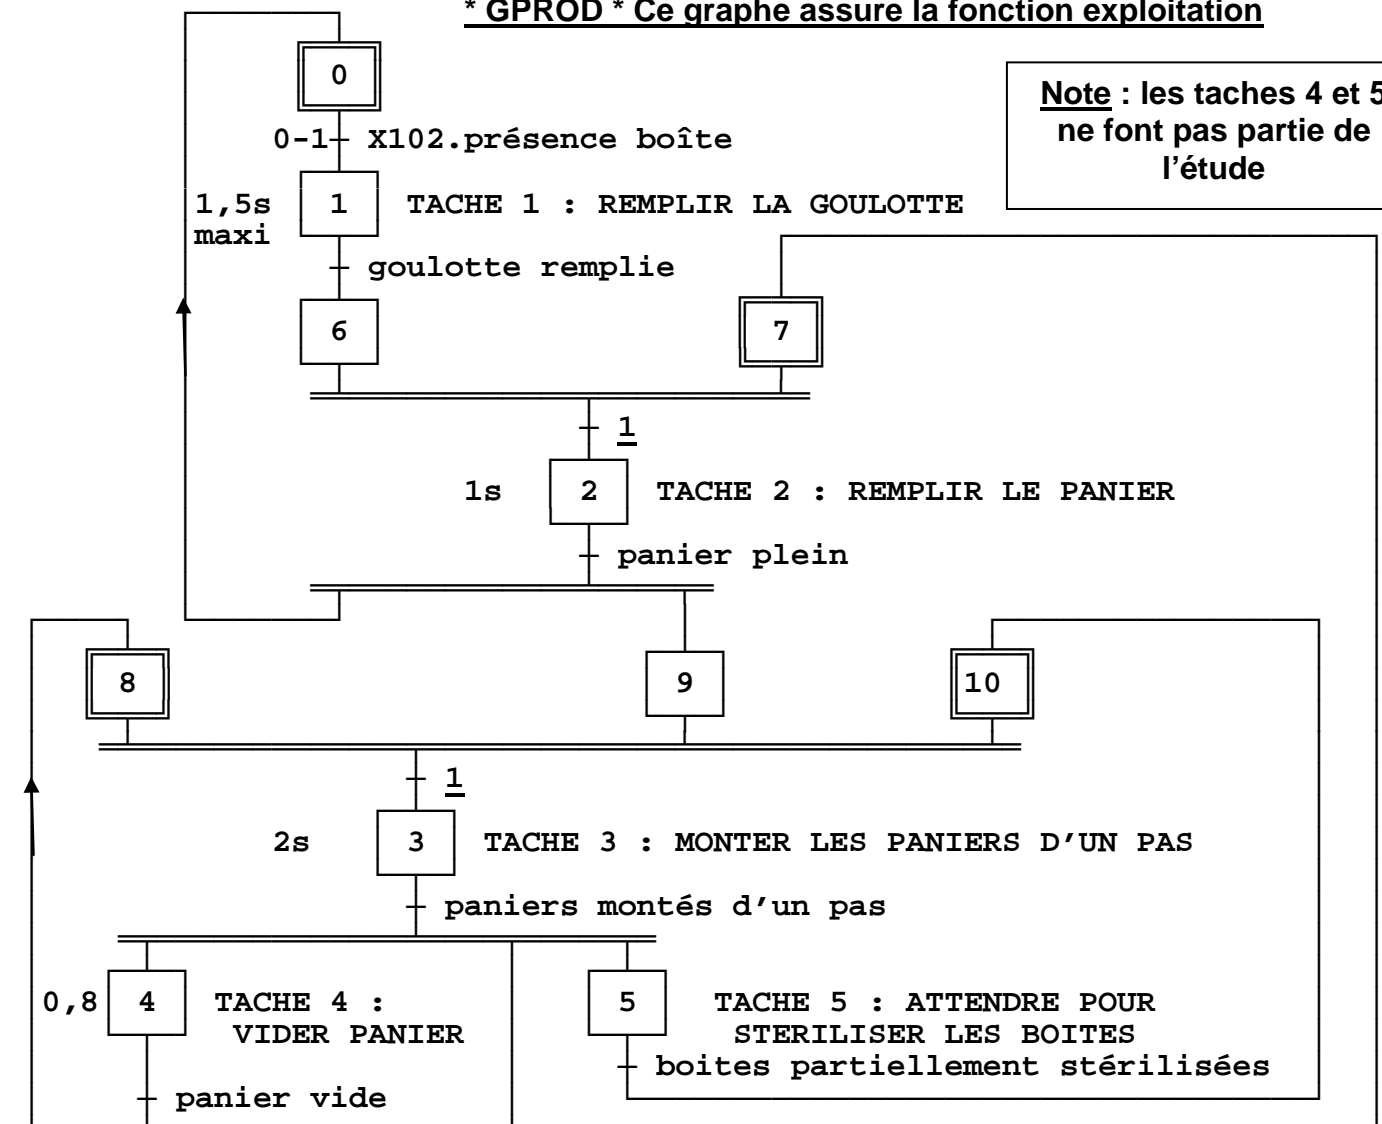 * GPROD * Ce graphe assure la fonction exploitation
0
Note : les taches 4 et 5
ne font pas partie de
l’étude
0-1 X102.présence boîte
1,5s 1 TACHE 1 : REMPLIR LA GOULOTTE
maxi
goulotte remplie
6 7
1
1s 2 TACHE 2 : REMPLIR LE PANIER
panier plein
8 9 10
1
2s 3 TACHE 3 : MONTER LES PANIERS D’UN PAS
paniers montés d’un pas
0,8 4 TACHE 4 : 5 TACHE 5 : ATTENDRE POUR
VIDER PANIER STERILISER LES BOITES
boites partiellement stérilisées
panier vide